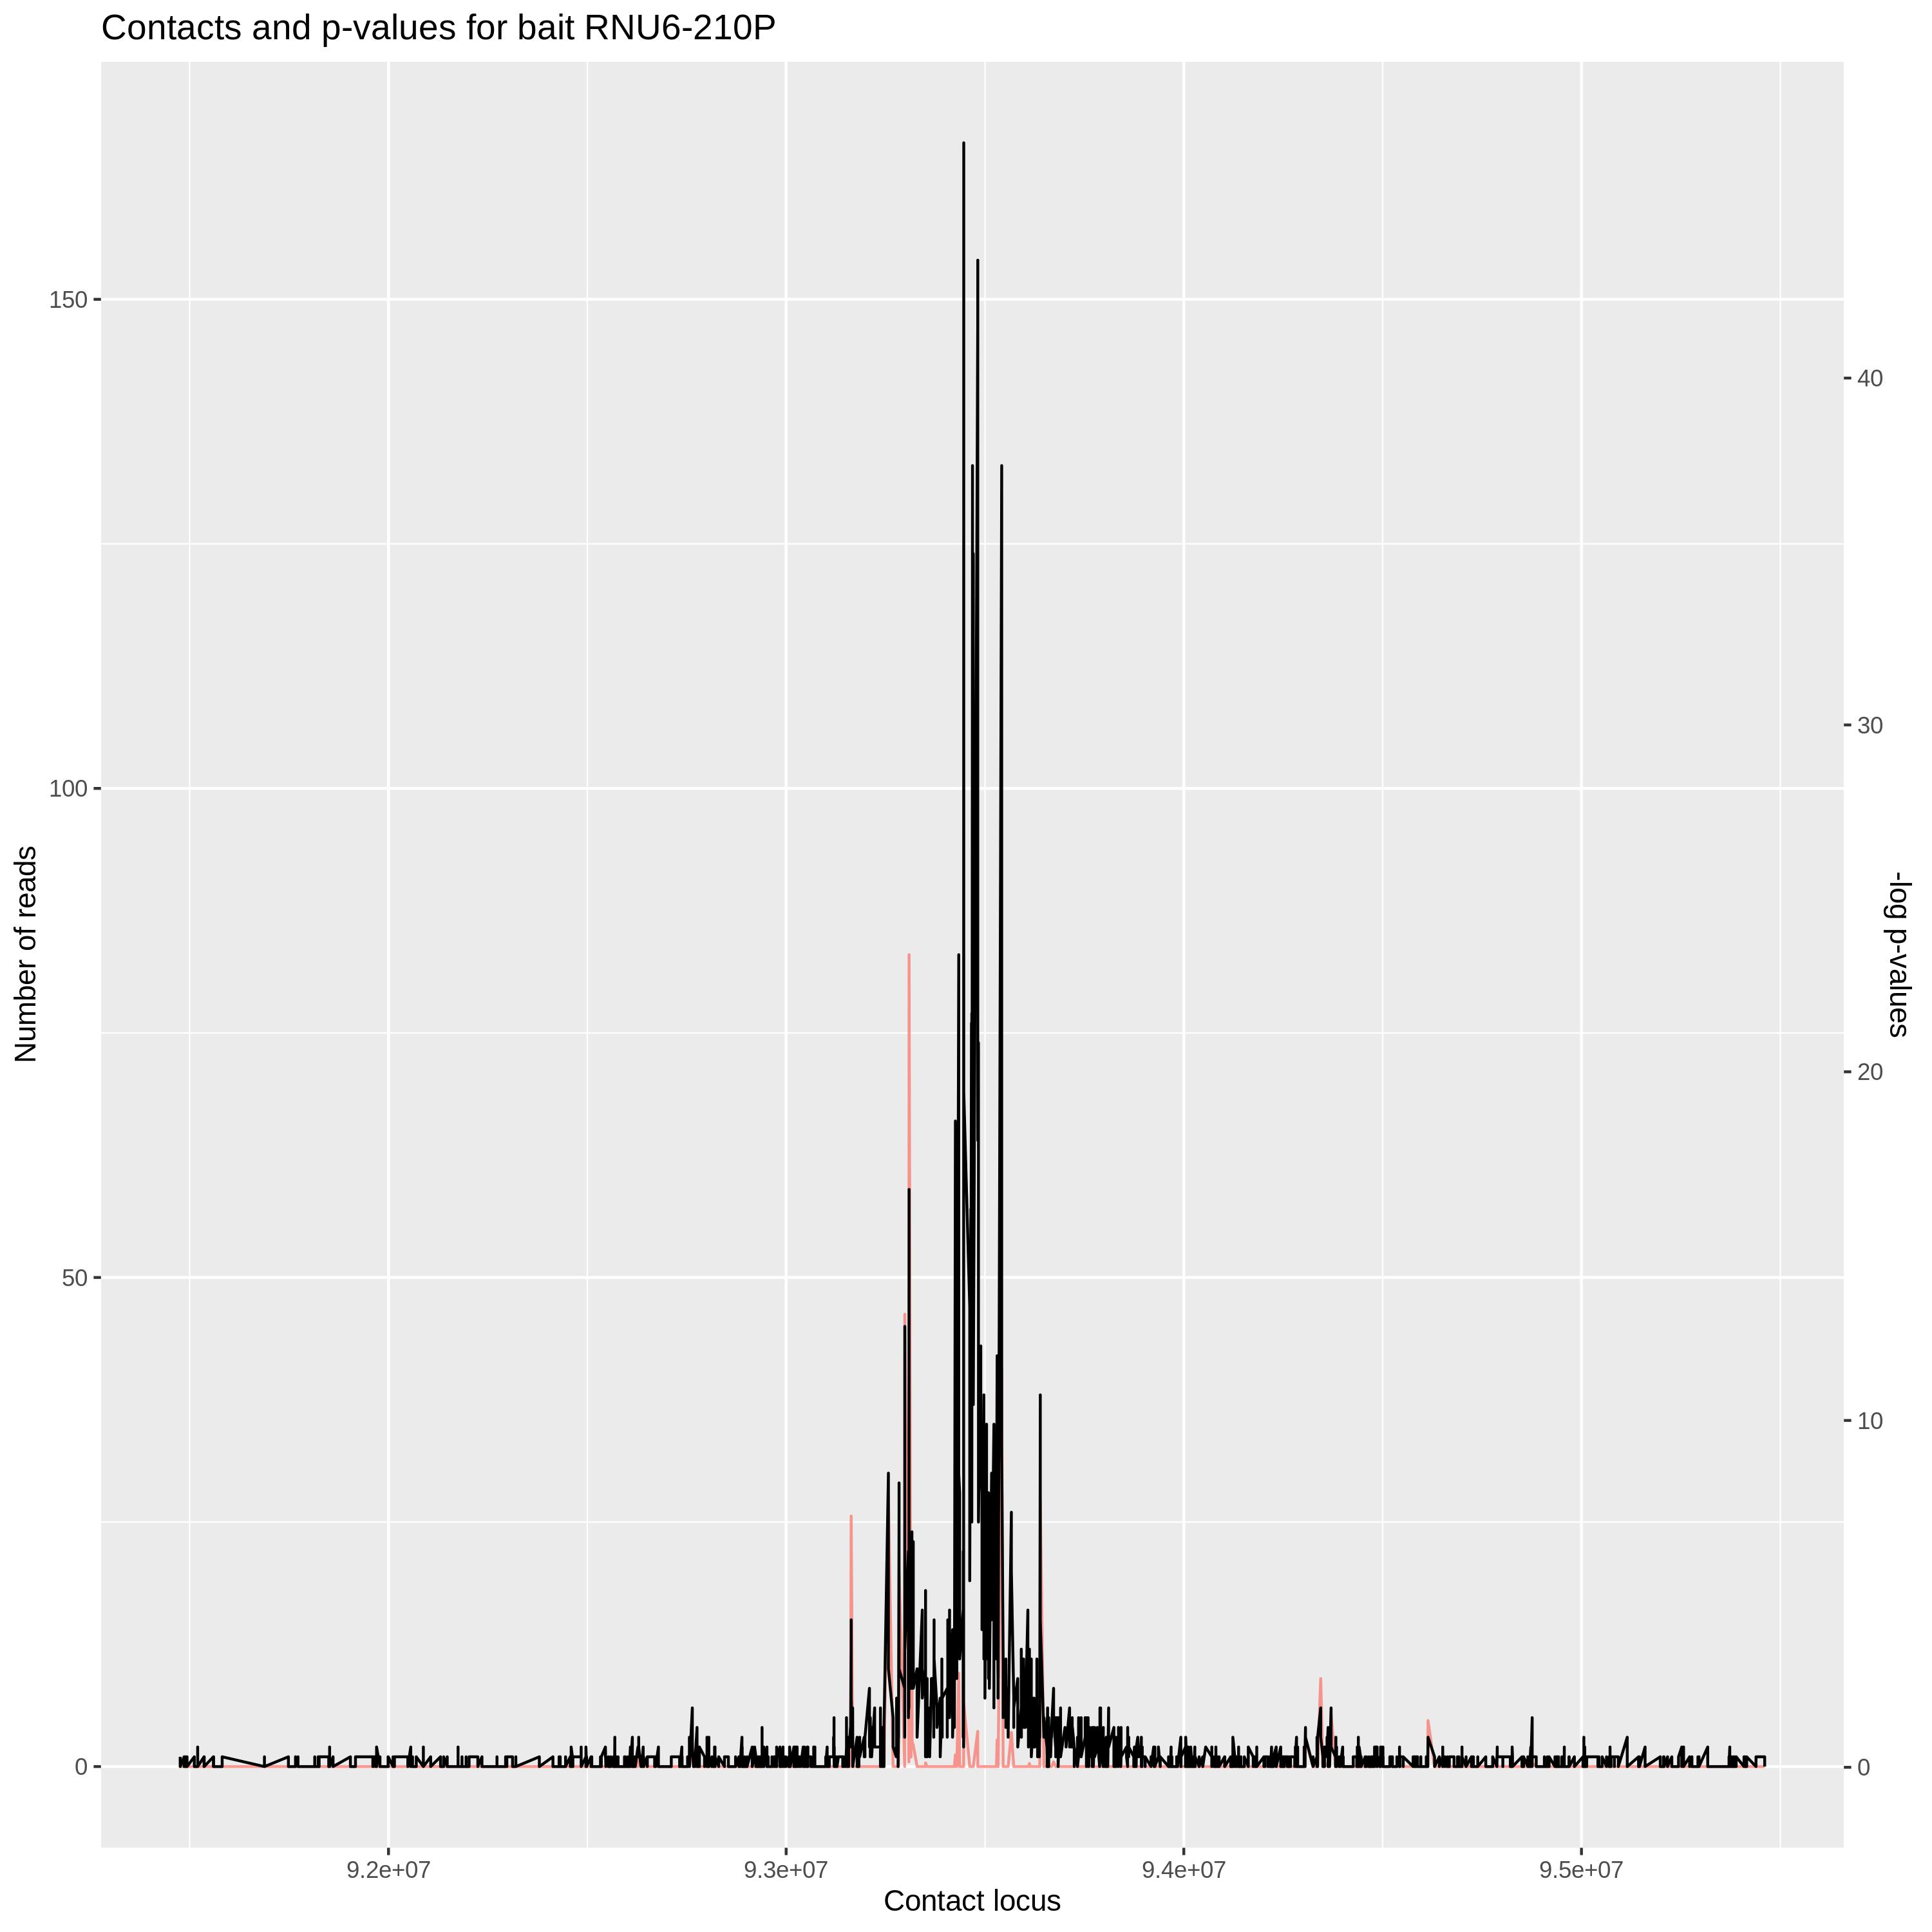 Contacts and p-values for bait RNU6-210P
150
100
50
0
Number of reads
40
30
20
10
0
-log p-values
9.2e+07 9.3e+07 9.4e+07 9.5e+07
Contact locus